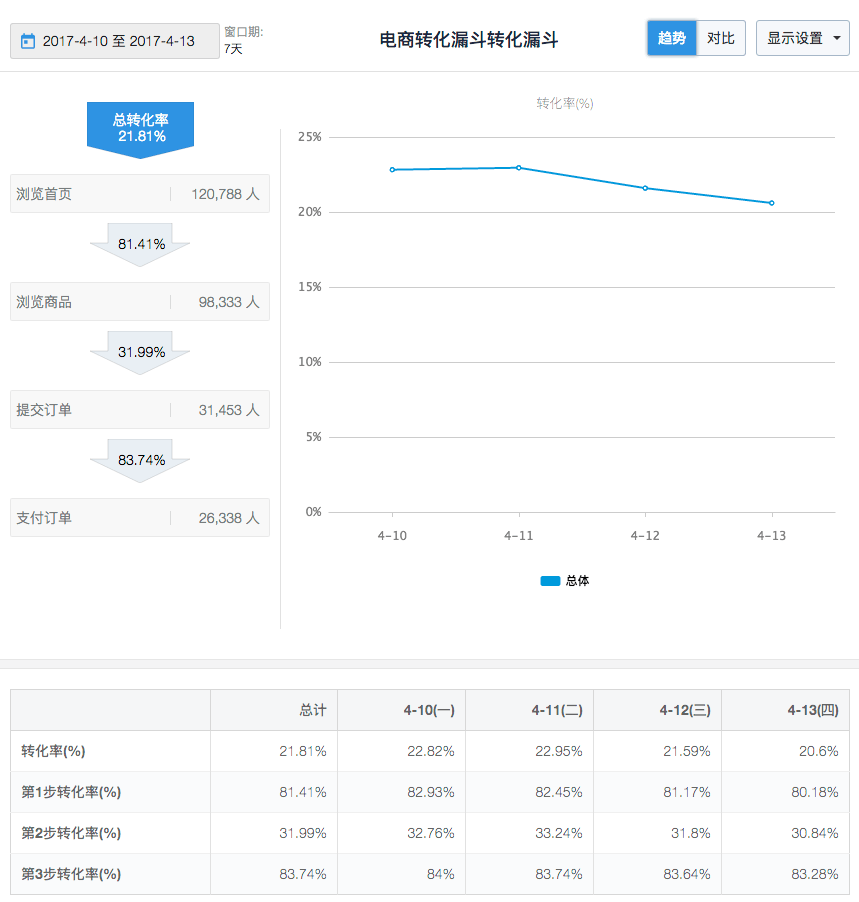 2017-4-10 至 2017-4-13
窗口期:
7天
电商转化漏斗转化漏斗
趋势
对比
显示设置
总转化率
21.81%
浏览首页 120,788 人
81.41%
浏览商品 98,333 人
31.99%
提交订单 31,453 人
83.74%
支付订单 26,338 人
转化率(%)
25%
20%
15%
10%
5%
0%
4-10 4-11 4-12 4-13
总体
总计 4-10(一) 4-11(二) 4-12(三) 4-13(四)
转化率(%) 21.81% 22.82% 22.95% 21.59% 20.6%
第1步转化率(%) 81.41% 82.93% 82.45% 81.17% 80.18%
第2步转化率(%) 31.99% 32.76% 33.24% 31.8% 30.84%
第3步转化率(%) 83.74% 84% 83.74% 83.64% 83.28%